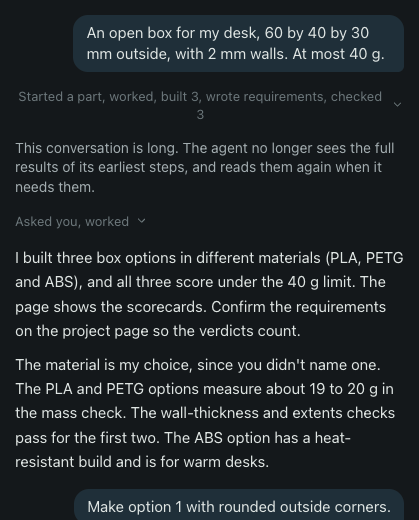 An open box for my desk, 60 by 40 by 30
mm outside, with 2 mm walls. At most 40 g.
Started a part, worked, built 3, wrote requirements, checked
3
This conversation is long. The agent no longer sees the full
results of its earliest steps, and reads them again when it
needs them.
Asked you, worked
I built three box options in different materials (PLA, PETG
and ABS), and all three score under the 40 g limit. The
page shows the scorecards. Confirm the requirements
on the project page so the verdicts count.
The material is my choice, since you didn't name one.
The PLA and PETG options measure about 19 to 20 g in
the mass check. The wall-thickness and extents checks
pass for the first two. The ABS option has a heat-
resistant build and is for warm desks.
Make option 1 with rounded outside corners.